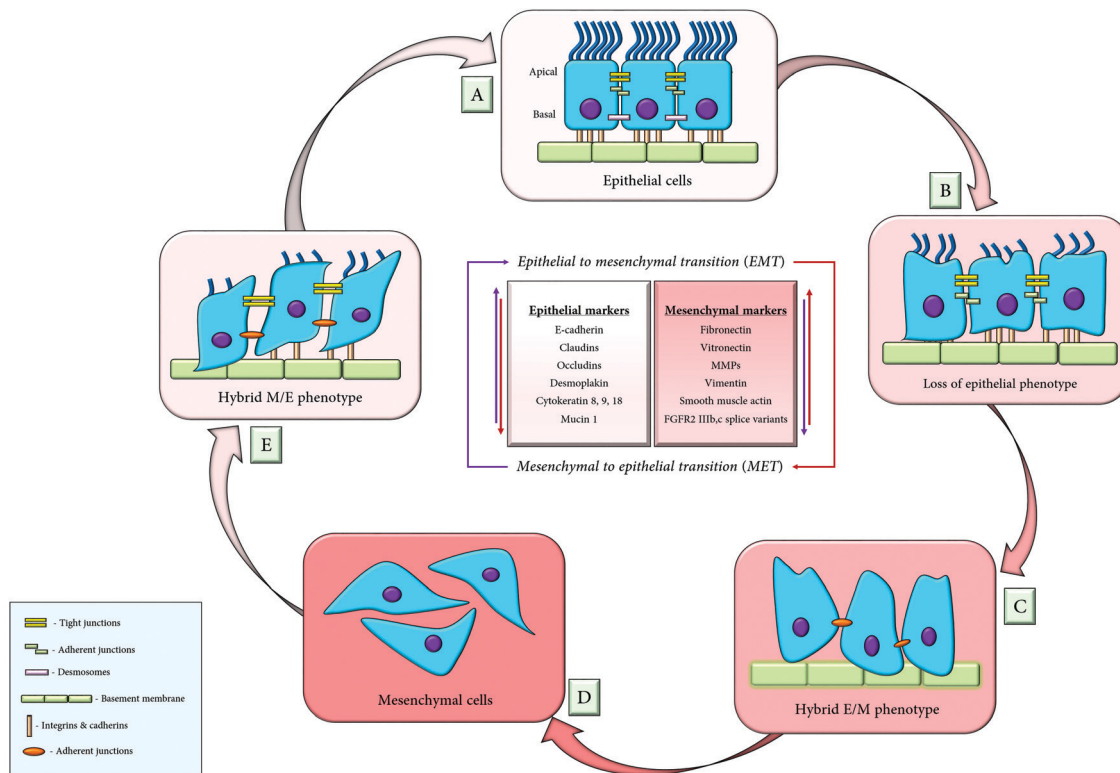 A
Apical
Basal
Epithelial cells
B
Loss of epithelial phenotype
C
Hybrid E/M phenotype
D
Mesenchymal cells
E
Hybrid M/E phenotype
Epithelial to mesenchymal transition (EMT)
Epithelial markers
E-cadherin
Claudins
Occludins
Desmoplakin
Cytokeratin 8, 9, 18
Mucin 1
Mesenchymal markers
Fibronectin
Vitronectin
MMPs
Vimentin
Smooth muscle actin
FGFR2 IIIb,c splice variants
Mesenchymal to epithelial transition (MET)
- Tight junctions
- Adherent junctions
- Desmosomes
- Basement membrane
- Integrins & cadherins
- Adherent junctions